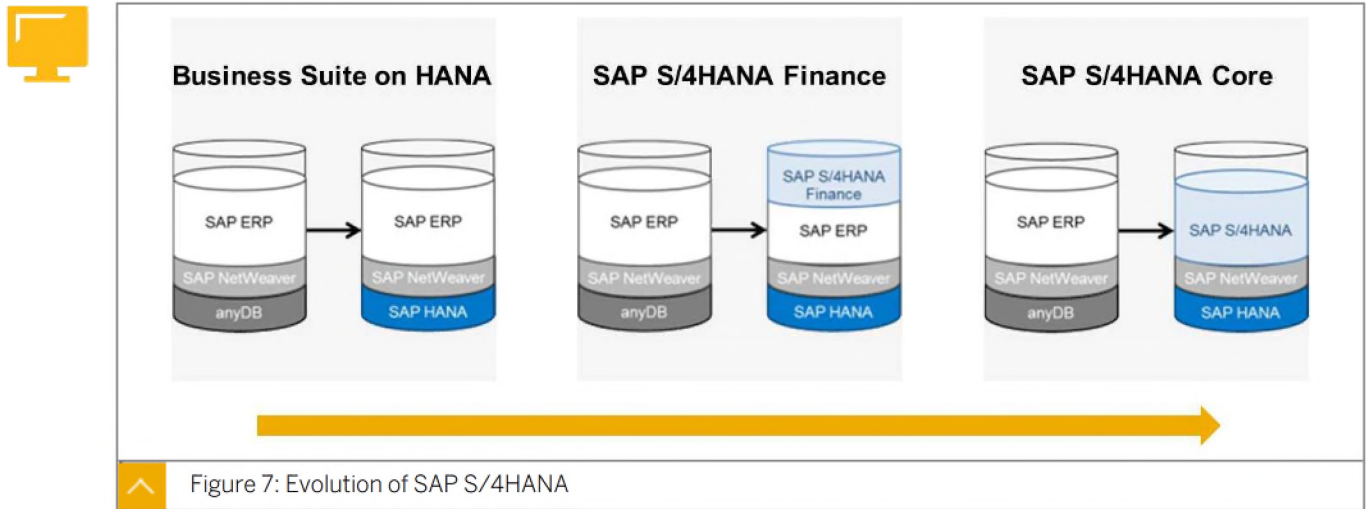 Business Suite on HANA
SAP S/4HANA Finance
SAP S/4HANA Core
SAP ERP
SAP NetWeaver
anyDB
SAP ERP
SAP NetWeaver
SAP HANA
SAP ERP
SAP NetWeaver
anyDB
SAP S/4HANA
Finance
SAP ERP
SAP NetWeaver
SAP HANA
SAP ERP
SAP NetWeaver
anyDB
SAP S/4HANA
SAP NetWeaver
SAP HANA
Figure 7: Evolution of SAP S/4HANA